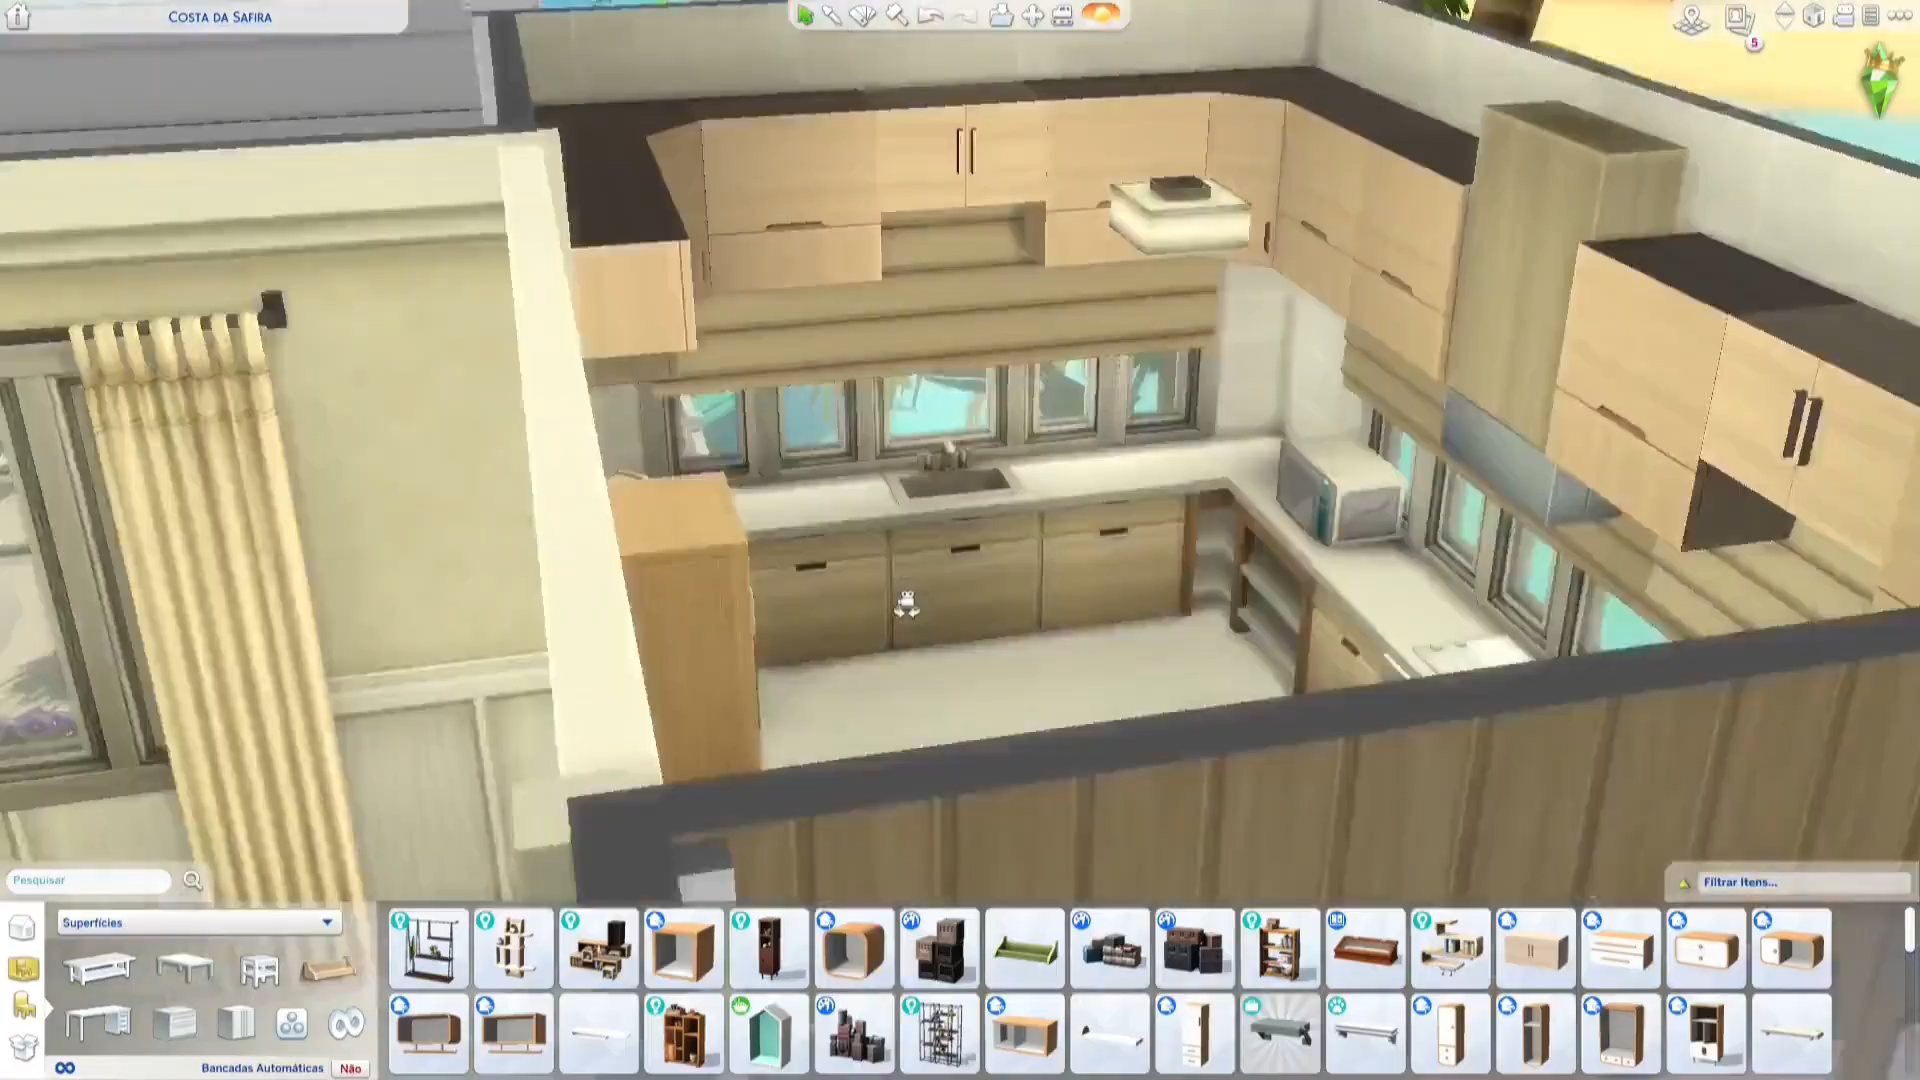 Costa da Safira
5
Pesquisar
Filtrar Itens...
Superfícies
Bancadas Automáticas
Não